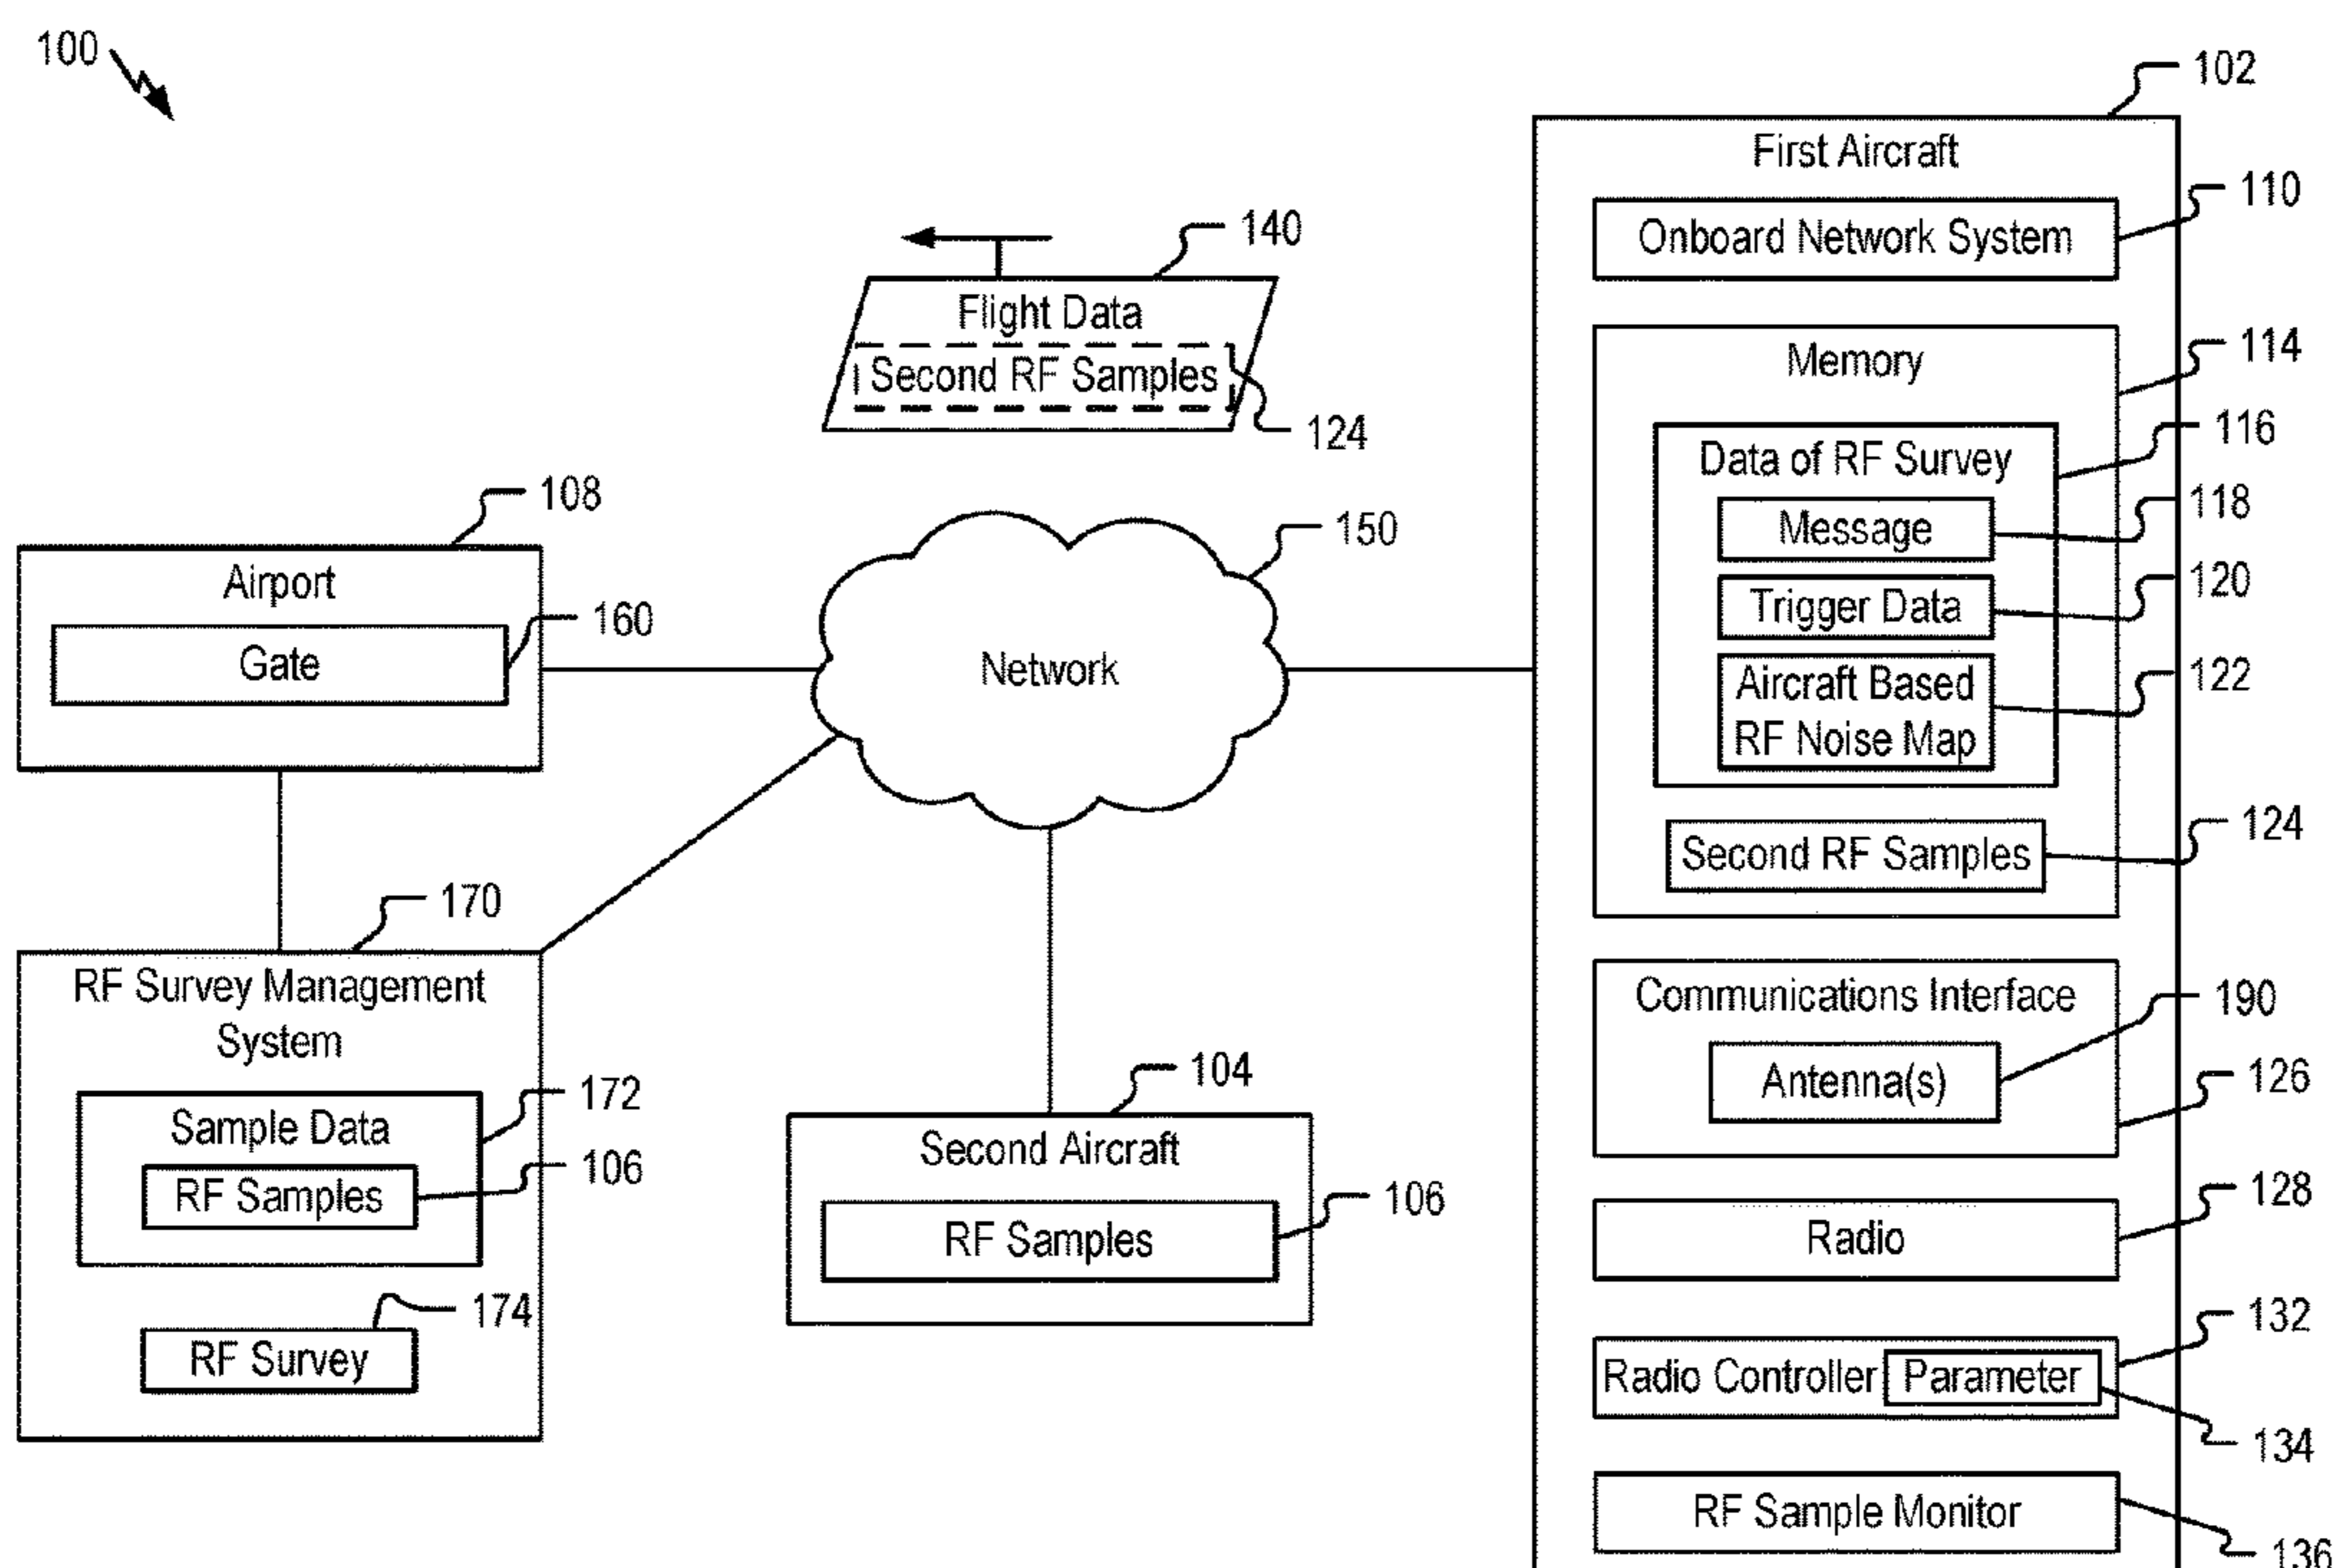 100
102
First Aircraft
110
Onboard Network System
140
Flight Data
Second RF Samples
124
Memory
114
116
Data of RF Survey
118
Message
120
Trigger Data
122
Aircraft Based
RF Noise Map
124
Second RF Samples
108
Airport
160
Gate
150
Network
170
RF Survey Management
System
172
Sample Data
106
RF Samples
174
RF Survey
104
Second Aircraft
106
RF Samples
Communications Interface
190
Antenna(s)
126
128
Radio
132
Radio Controller
Parameter
134
RF Sample Monitor
136